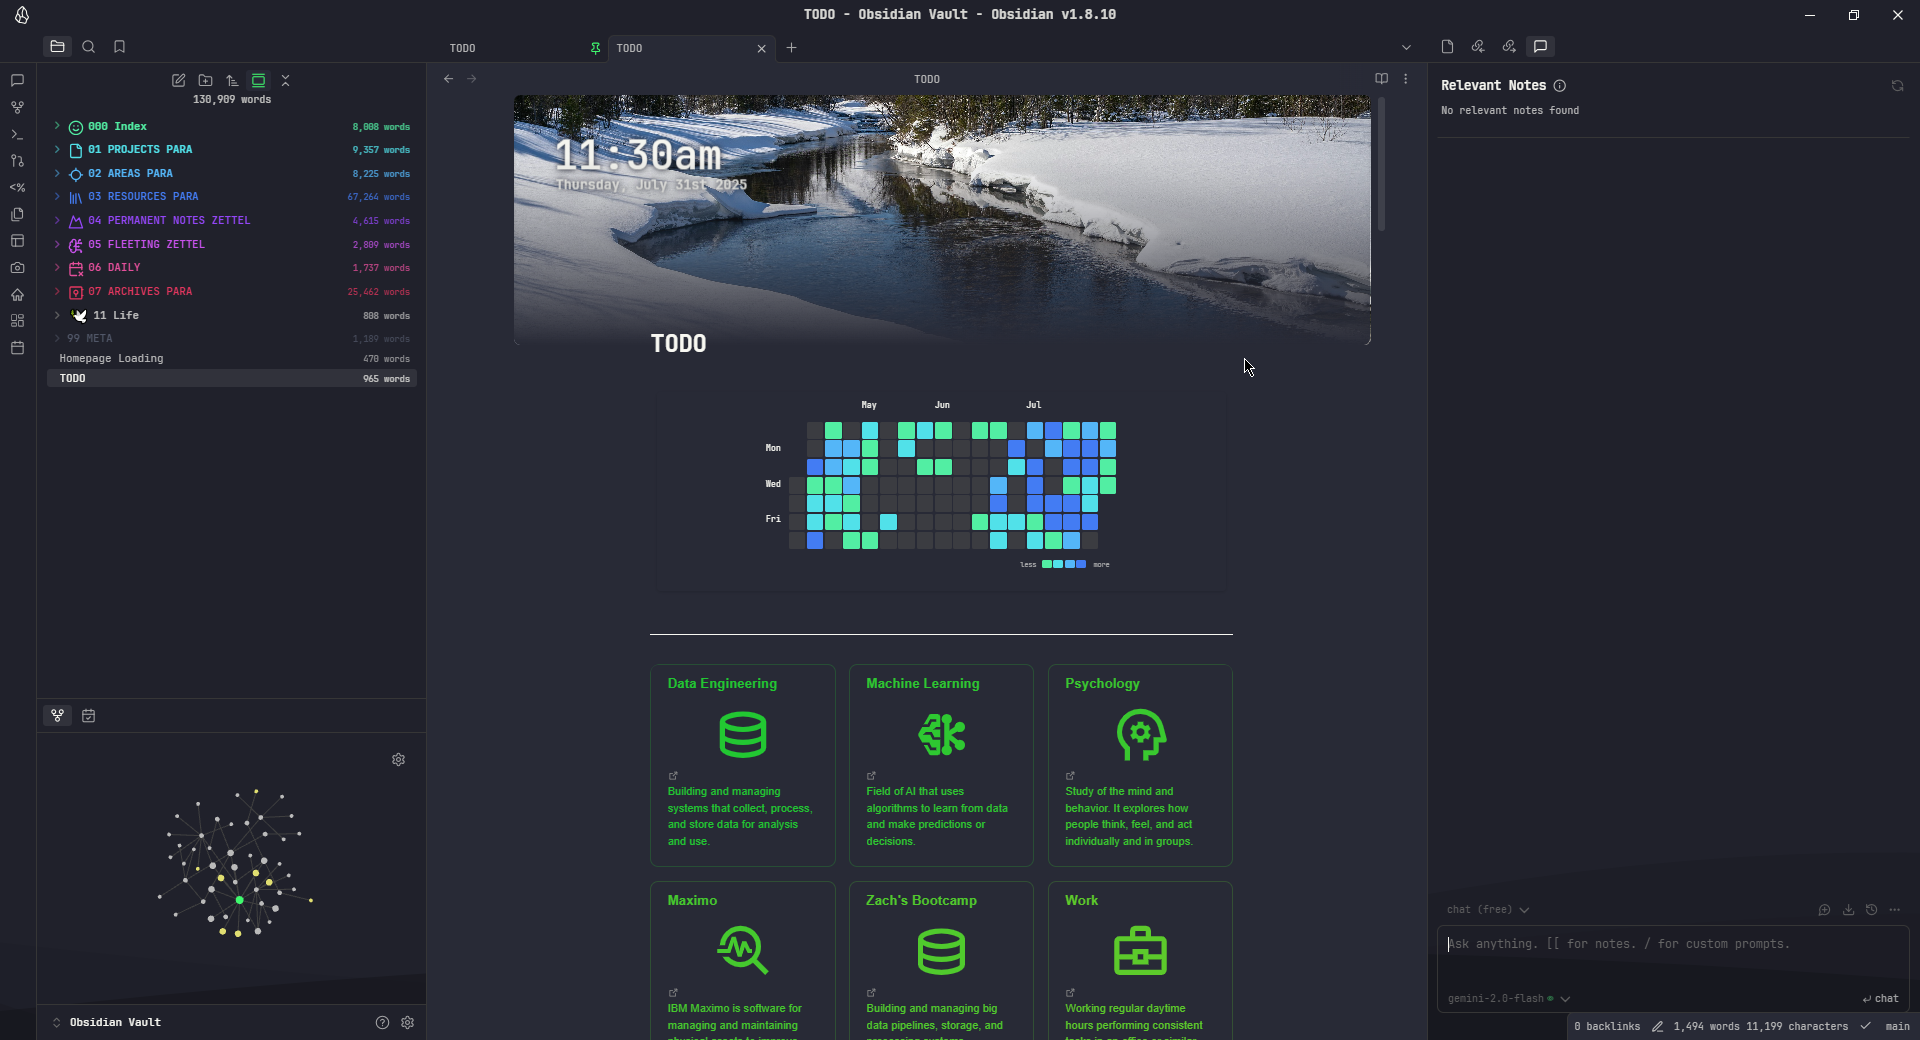 TODO - Obsidian Vault - Obsidian v1.8.10
TODO
TODO
130,909 words
000 Index 8,008 words
01 PROJECTS PARA 9,357 words
02 AREAS PARA 8,225 words
03 RESOURCES PARA 67,264 words
04 PERMANENT NOTES ZETTEL 4,615 words
05 FLEETING ZETTEL 2,809 words
06 DAILY 1,737 words
07 ARCHIVES PARA 25,462 words
11 Life 808 words
99 META 1,189 words
Homepage Loading 470 words
TODO 965 words
Obsidian Vault
TODO
11:30am
Thursday, July 31st 2025
TODO
May Jun Jul
Mon
Wed
Fri
less more
Data Engineering
Building and managing
systems that collect, process,
and store data for analysis
and use.
Machine Learning
Field of AI that uses
algorithms to learn from data
and make predictions or
decisions.
Psychology
Study of the mind and
behavior. It explores how
people think, feel, and act
individually and in groups.
Maximo
IBM Maximo is software for
managing and maintaining
Zach's Bootcamp
Building and managing big
data pipelines, storage, and
Work
Working regular daytime
hours performing consistent
Relevant Notes
No relevant notes found
chat (free)
Ask anything. [[ for notes. / for custom prompts.
gemini-2.0-flash
chat
0 backlinks 1,494 words 11,199 characters main